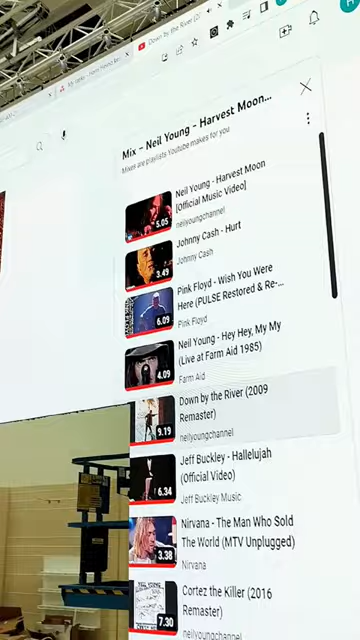 Down by the River (2
Mix – Neil Young - Harvest Moon...
Mixes are playlists Youtube makes for you
Neil Young - Harvest Moon
[Official Music Video]
neilyoungchannel
5.05
Johnny Cash - Hurt
Johnny Cash
3.49
Pink Floyd - Wish You Were
Here (PULSE Restored & Re-...
Pink Floyd
6.09
Neil Young - Hey Hey, My My
(Live at Farm Aid 1985)
Farm Aid
4.09
Down by the River (2009
Remaster)
neilyoungchannel
9.19
Jeff Buckley - Hallelujah
(Official Video)
Jeff Buckley Music
6.34
Nirvana - The Man Who Sold
The World (MTV Unplugged)
Nirvana
3.38
Cortez the Killer (2016
Remaster)
neilyoungchannel
7.30